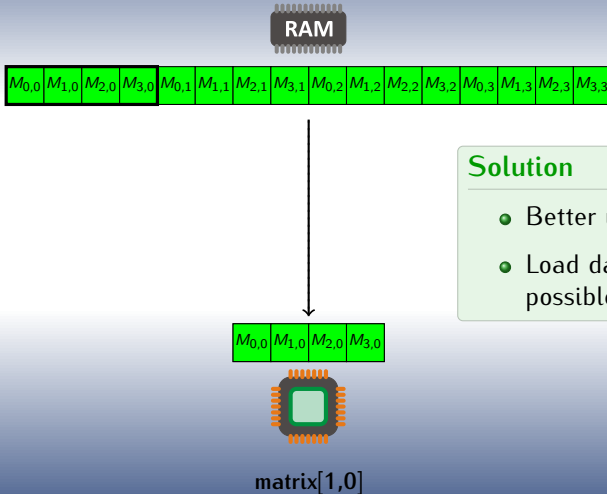 RAM
M0,0 M1,0 M2,0 M3,0 M0,1 M1,1 M2,1 M3,1 M0,2 M1,2 M2,2 M3,2 M0,3 M1,3 M2,3 M3,3
Solution
Better
Load
possible
M0,0 M1,0 M2,0 M3,0
matrix[1,0]